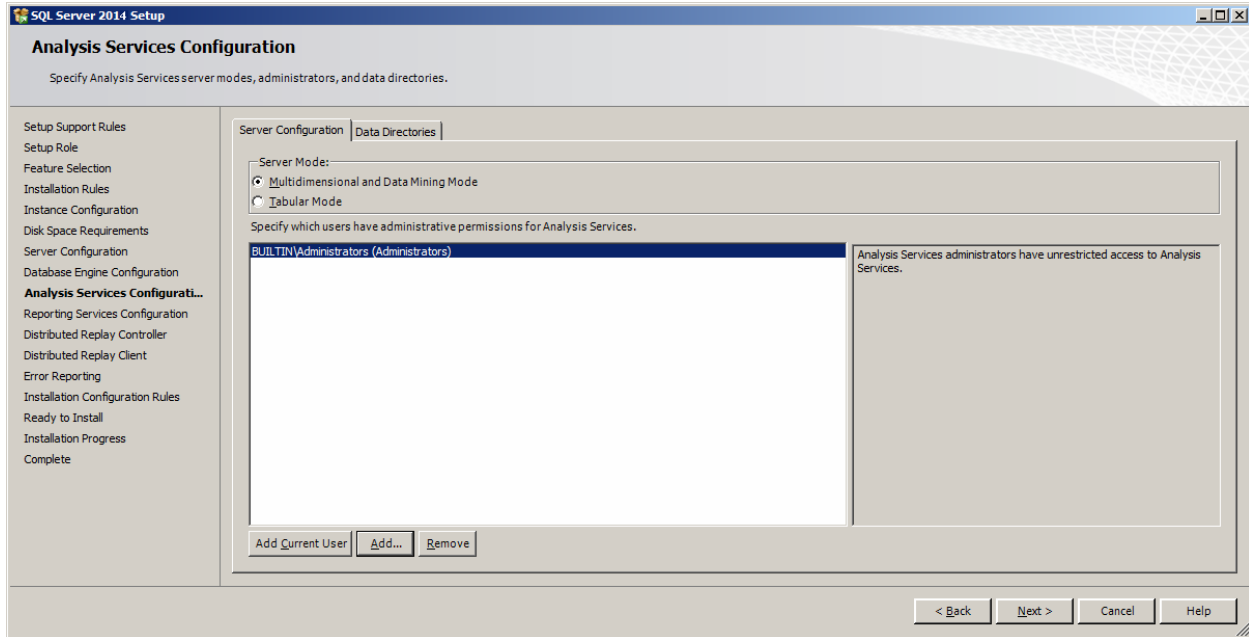 SQL Server 2014 Setup
Analysis Services Configuration
Specify Analysis Services server modes, administrators, and data directories.
Setup Support Rules
Setup Role
Feature Selection
Installation Rules
Instance Configuration
Disk Space Requirements
Server Configuration
Database Engine Configuration
Analysis Services Configurati...
Reporting Services Configuration
Distributed Replay Controller
Distributed Replay Client
Error Reporting
Installation Configuration Rules
Ready to Install
Installation Progress
Complete
Server Configuration Data Directories
Server Mode:
Multidimensional and Data Mining Mode
Tabular Mode
Specify which users have administrative permissions for Analysis Services.
BUILTIN\Administrators (Administrators)
Analysis Services administrators have unrestricted access to Analysis
Services.
Add Current User Add... Remove
< Back Next > Cancel Help